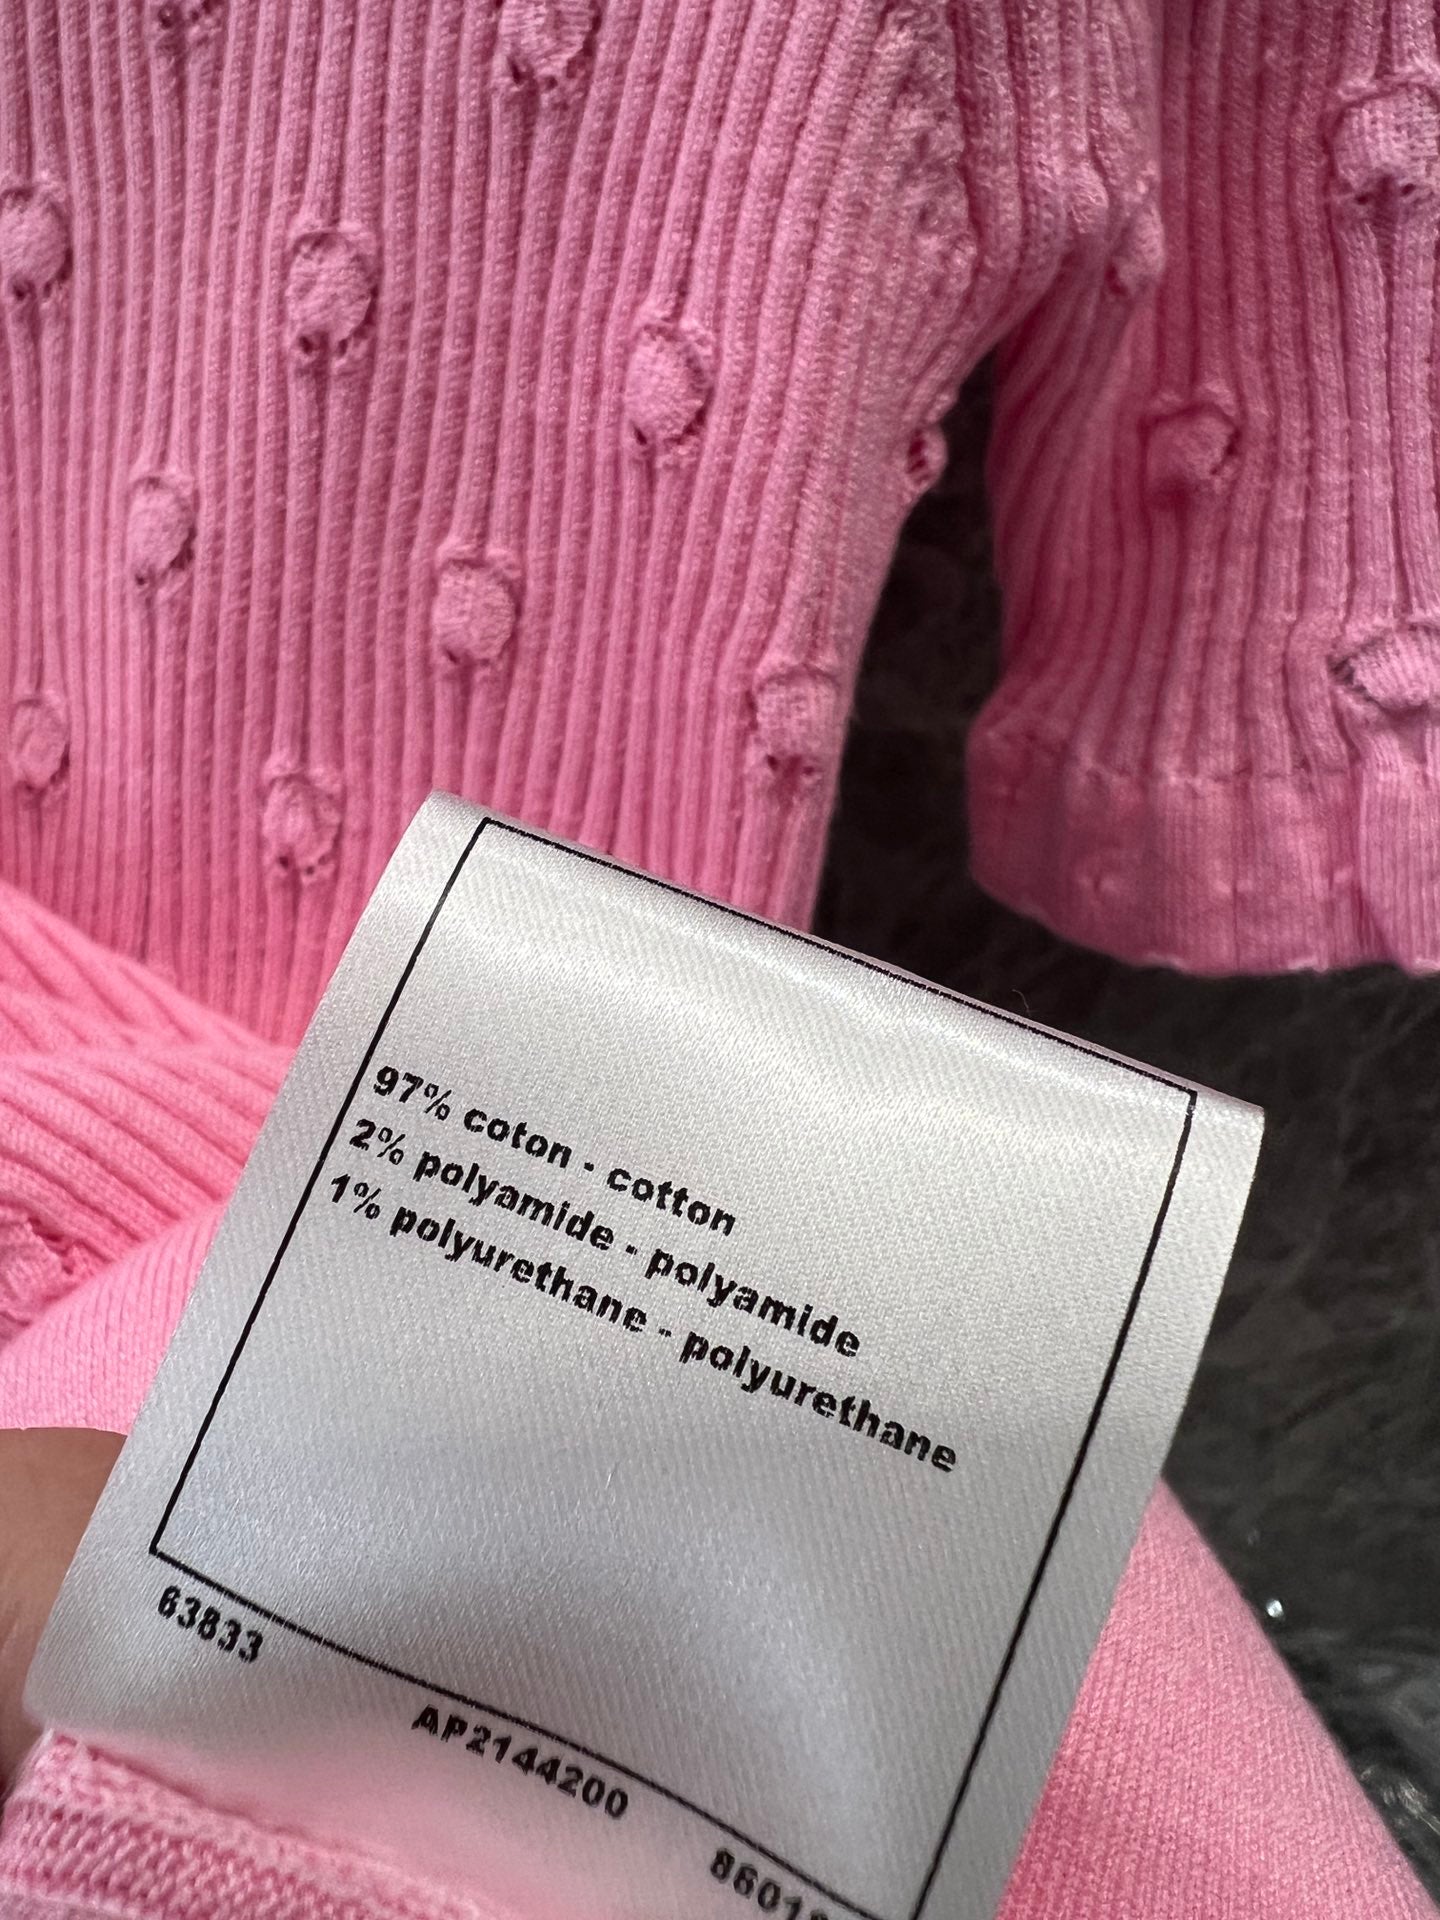 97% coton - cotton
2% polyamide - polyamide
1% polyurethane - polyurethane
63833
AP2144200